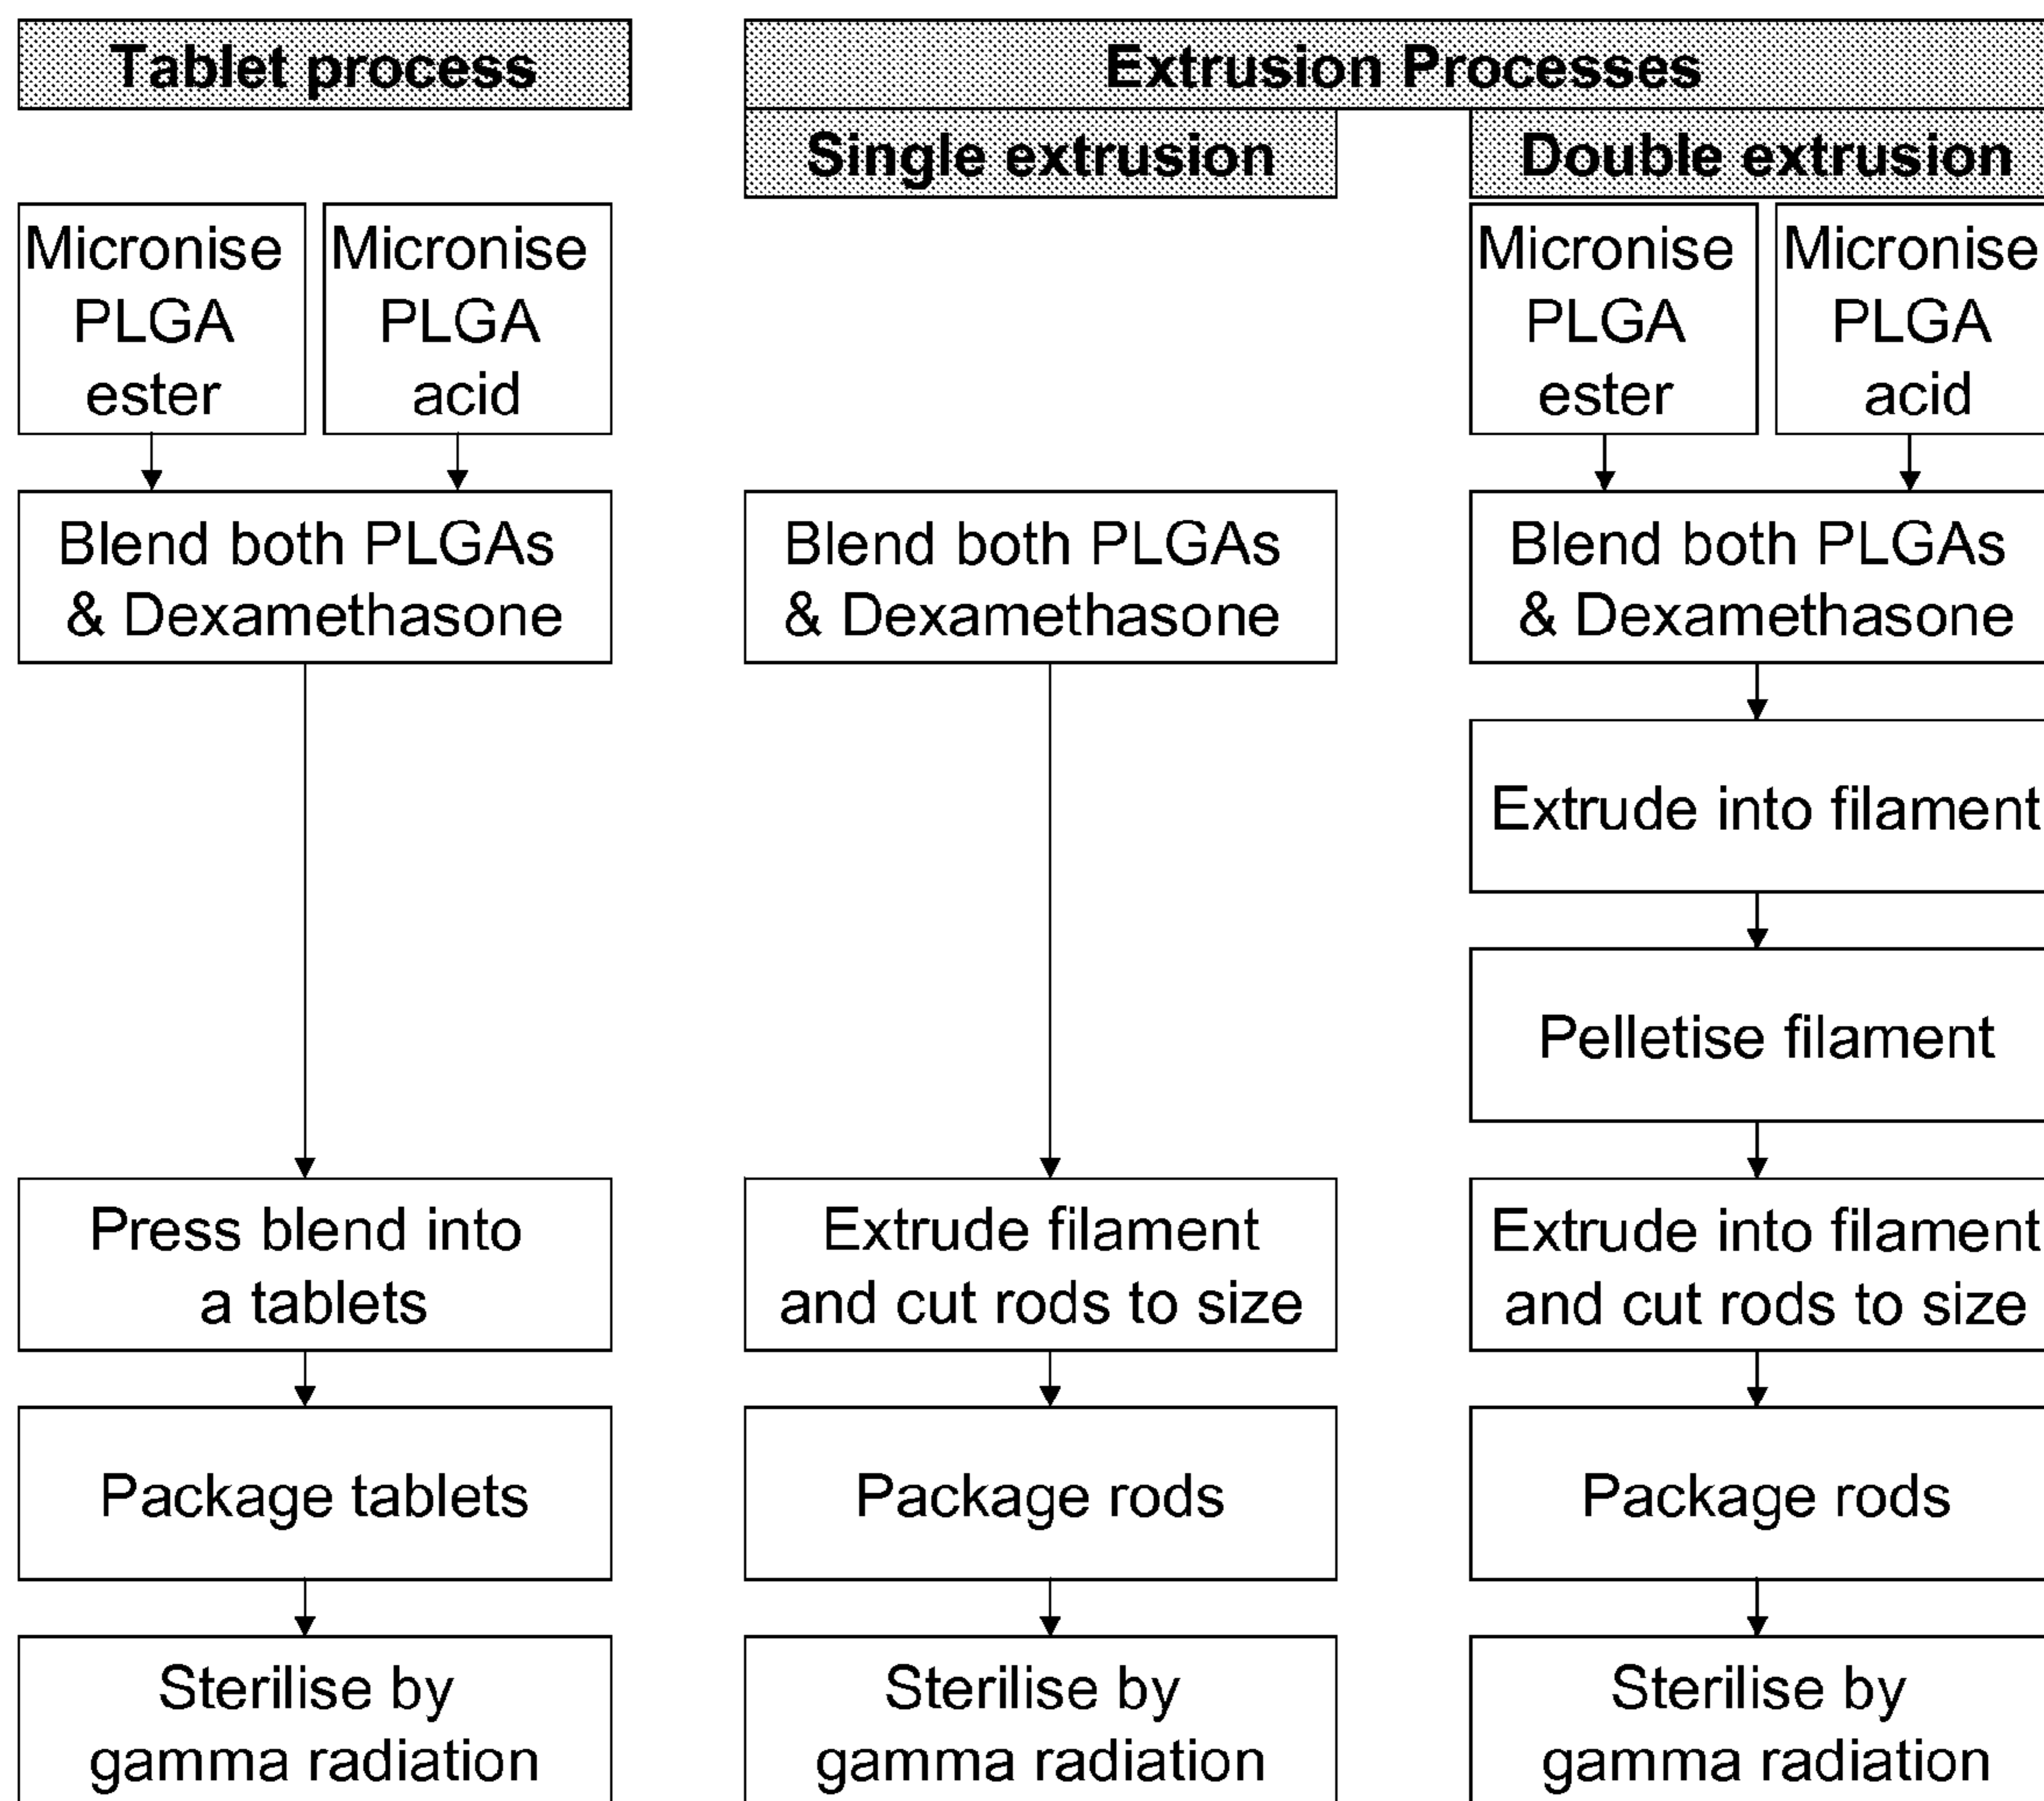 Tablet process
Extrusion Processes
Single extrusion
Double extrusion
Micronise
PLGA
ester
Micronise
PLGA
acid
Micronise
PLGA
ester
Micronise
PLGA
acid
Blend both PLGAs
& Dexamethasone
Blend both PLGAs
& Dexamethasone
Blend both PLGAs
& Dexamethasone
Extrude into filament
Pelletise filament
Press blend into
a tablets
Extrude filament
and cut rods to size
Extrude into filament
and cut rods to size
Package tablets
Package rods
Package rods
Sterilise by
gamma radiation
Sterilise by
gamma radiation
Sterilise by
gamma radiation